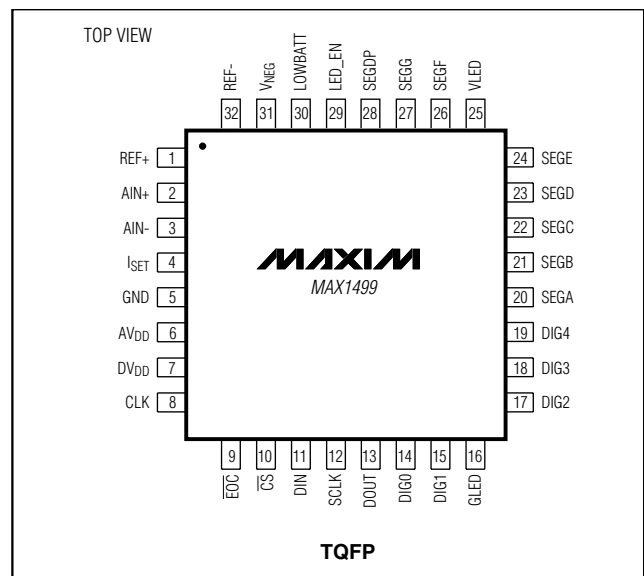 TOP VIEW
REF-
VNEG
LOWBATT
LED_EN
SEGDP
SEGG
SEGF
VLED
32 31 30 29 28 27 26 25
REF+ 1
AIN+ 2
AIN- 3
ISET 4
GND 5
AVDD 6
DVDD 7
CLK 8
MAXIM
MAX1499
24 SEGE
23 SEGD
22 SEGC
21 SEGB
20 SEGA
19 DIG4
18 DIG3
17 DIG2
9 10 11 12 13 14 15 16
EOC
CS
DIN
SCLK
DOUT
DIG0
DIG1
GLED
TQFP